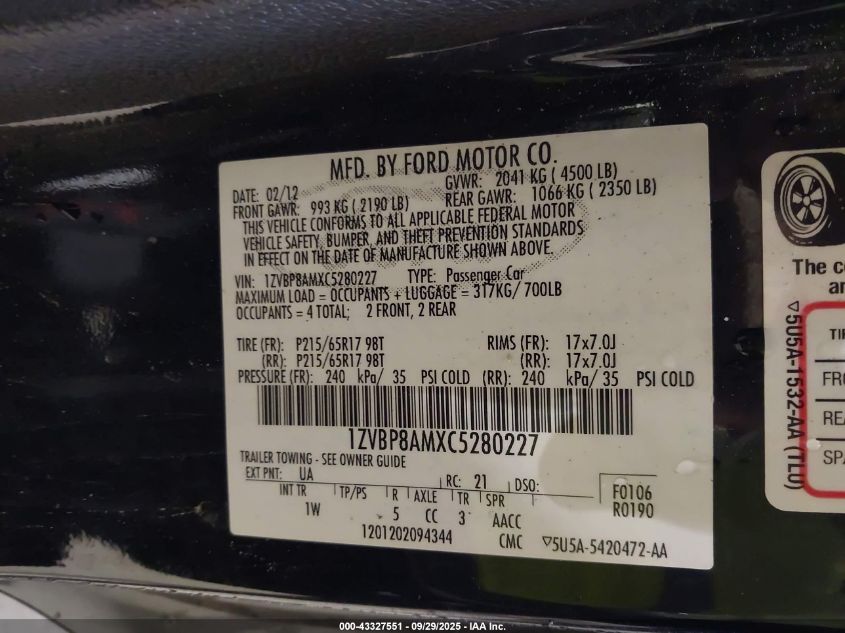 MFD. BY FORD MOTOR CO.
DATE: 02/12 GVWR: 2041 KG ( 4500 LB)
FRONT GAWR: 993 KG ( 2190 LB) REAR GAWR: 1066 KG ( 2350 LB)
THIS VEHICLE CONFORMS TO ALL APPLICABLE FEDERAL MOTOR
VEHICLE SAFETY, BUMPER, AND THEFT PREVENTION STANDARDS
IN EFFECT ON THE DATE OF MANUFACTURE SHOWN ABOVE.
VIN: 1ZVBP8AMXC5280227 TYPE: Passenger Car
MAXIMUM LOAD = OCCUPANTS + LUGGAGE = 317KG/ 700LB
OCCUPANTS = 4 TOTAL; 2 FRONT, 2 REAR
TIRE (FR): P215/65R17 98T RIMS (FR): 17x7.0J
(RR): P215/65R17 98T (RR): 17x7.0J
PRESSURE (FR): 240 kPa/ 35 PSI COLD (RR): 240 kPa/ 35 PSI COLD
1ZVBP8AMXC5280227
TRAILER TOWING - SEE OWNER GUIDE
EXT PNT: UA RC: 21 DSO:
INT TR TP/PS R AXLE TR SPR
1W 5 CC 3 AACC
F0106
R0190
1201202094344 CMC ▽5U5A-5420472-AA
The co
an
▽5U5A-1532-AA (TL0)
TIR
FRO
REA
SPA
000-43327551 - 09/29/2025 - IAA Inc.